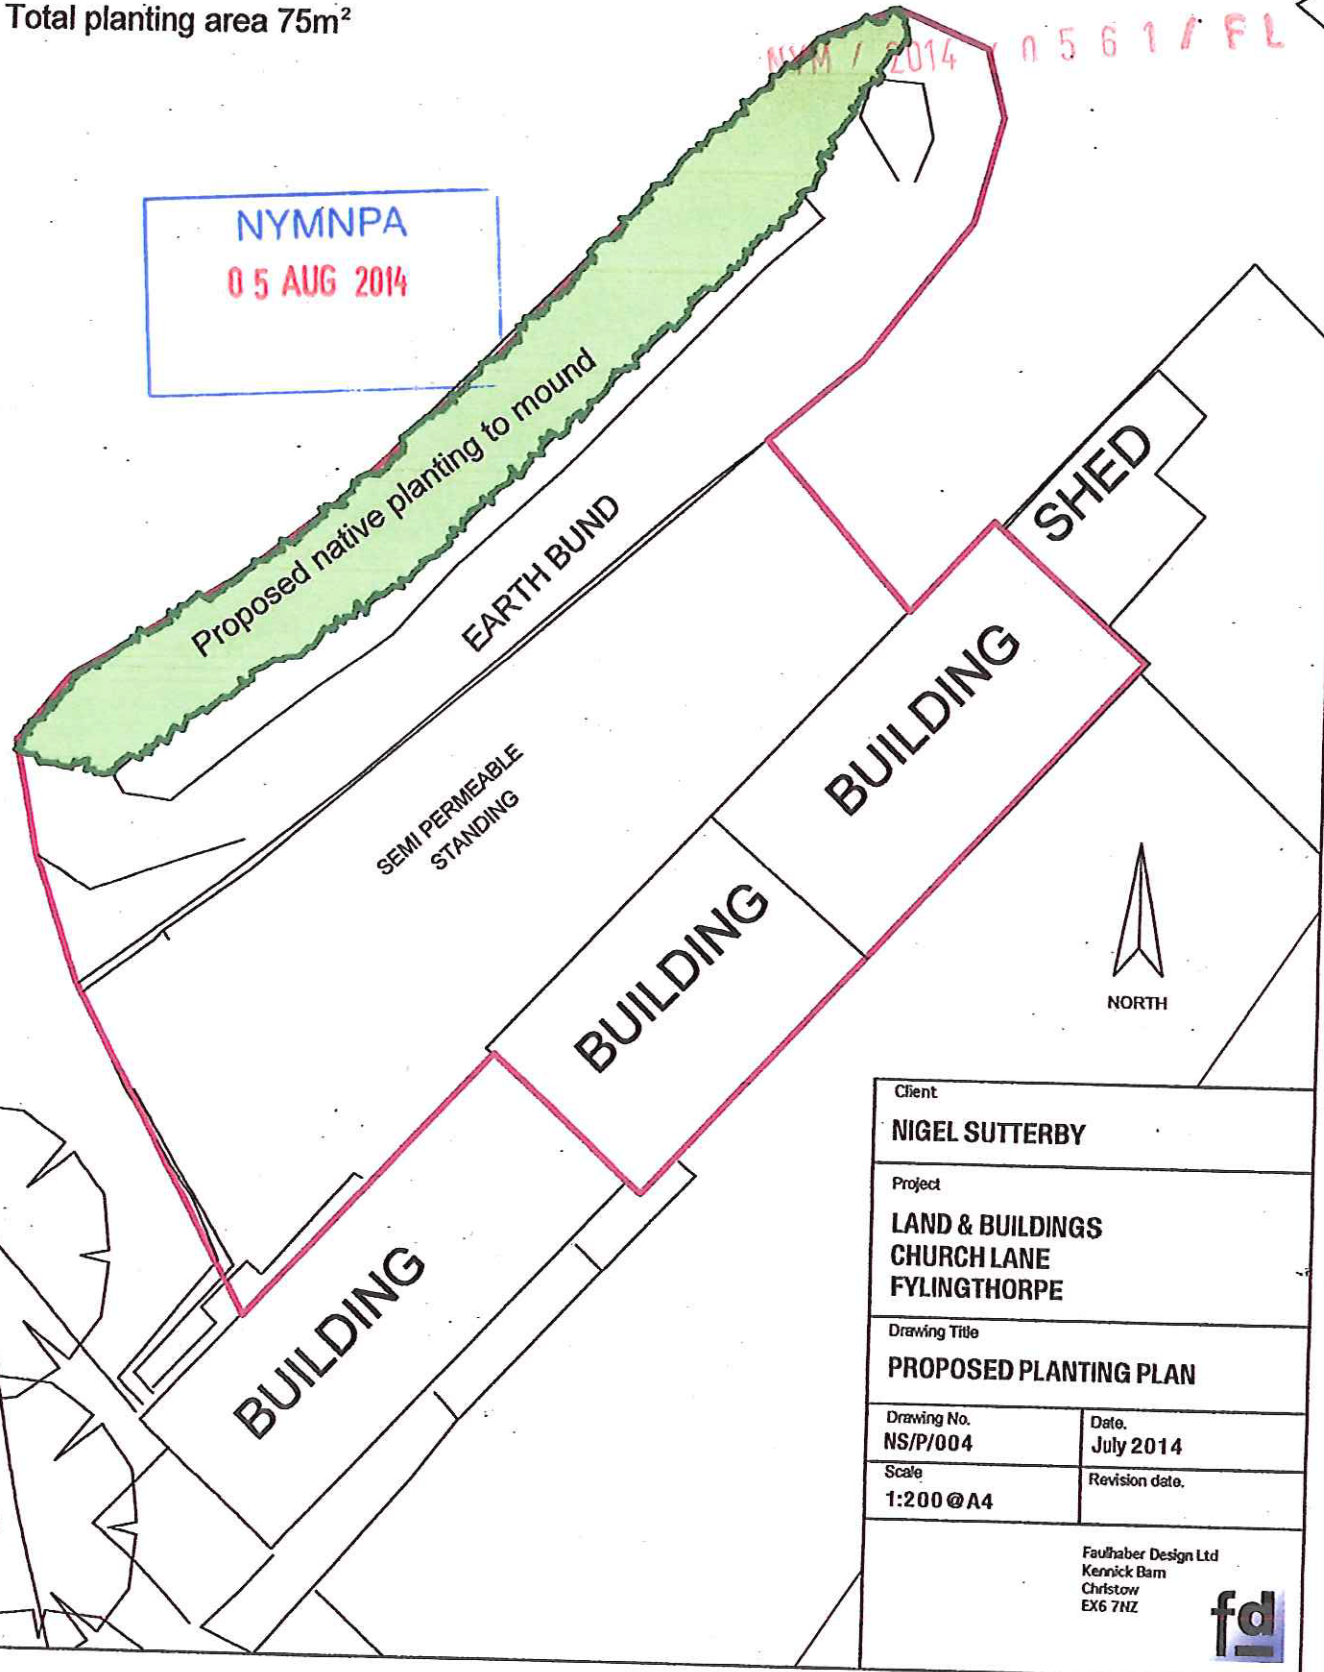 Total planting area 75m²
NYM / 2014 / 0 5 6 1 / FL
NYMNPA
05 AUG 2014
Proposed native planting to mound
EARTH BUND
SHED
SEMI PERMEABLE
STANDING
BUILDING
BUILDING
BUILDING
NORTH
Client
NIGEL SUTTERBY
Project
LAND & BUILDINGS
CHURCH LANE
FYLINGTHORPE
Drawing Title
PROPOSED PLANTING PLAN
Drawing No.
NS/P/004
Date.
July 2014
Scale
1:200@A4
Revision date.
Faulhaber Design Ltd
Kennick Barn
Christow
EX6 7NZ
fd